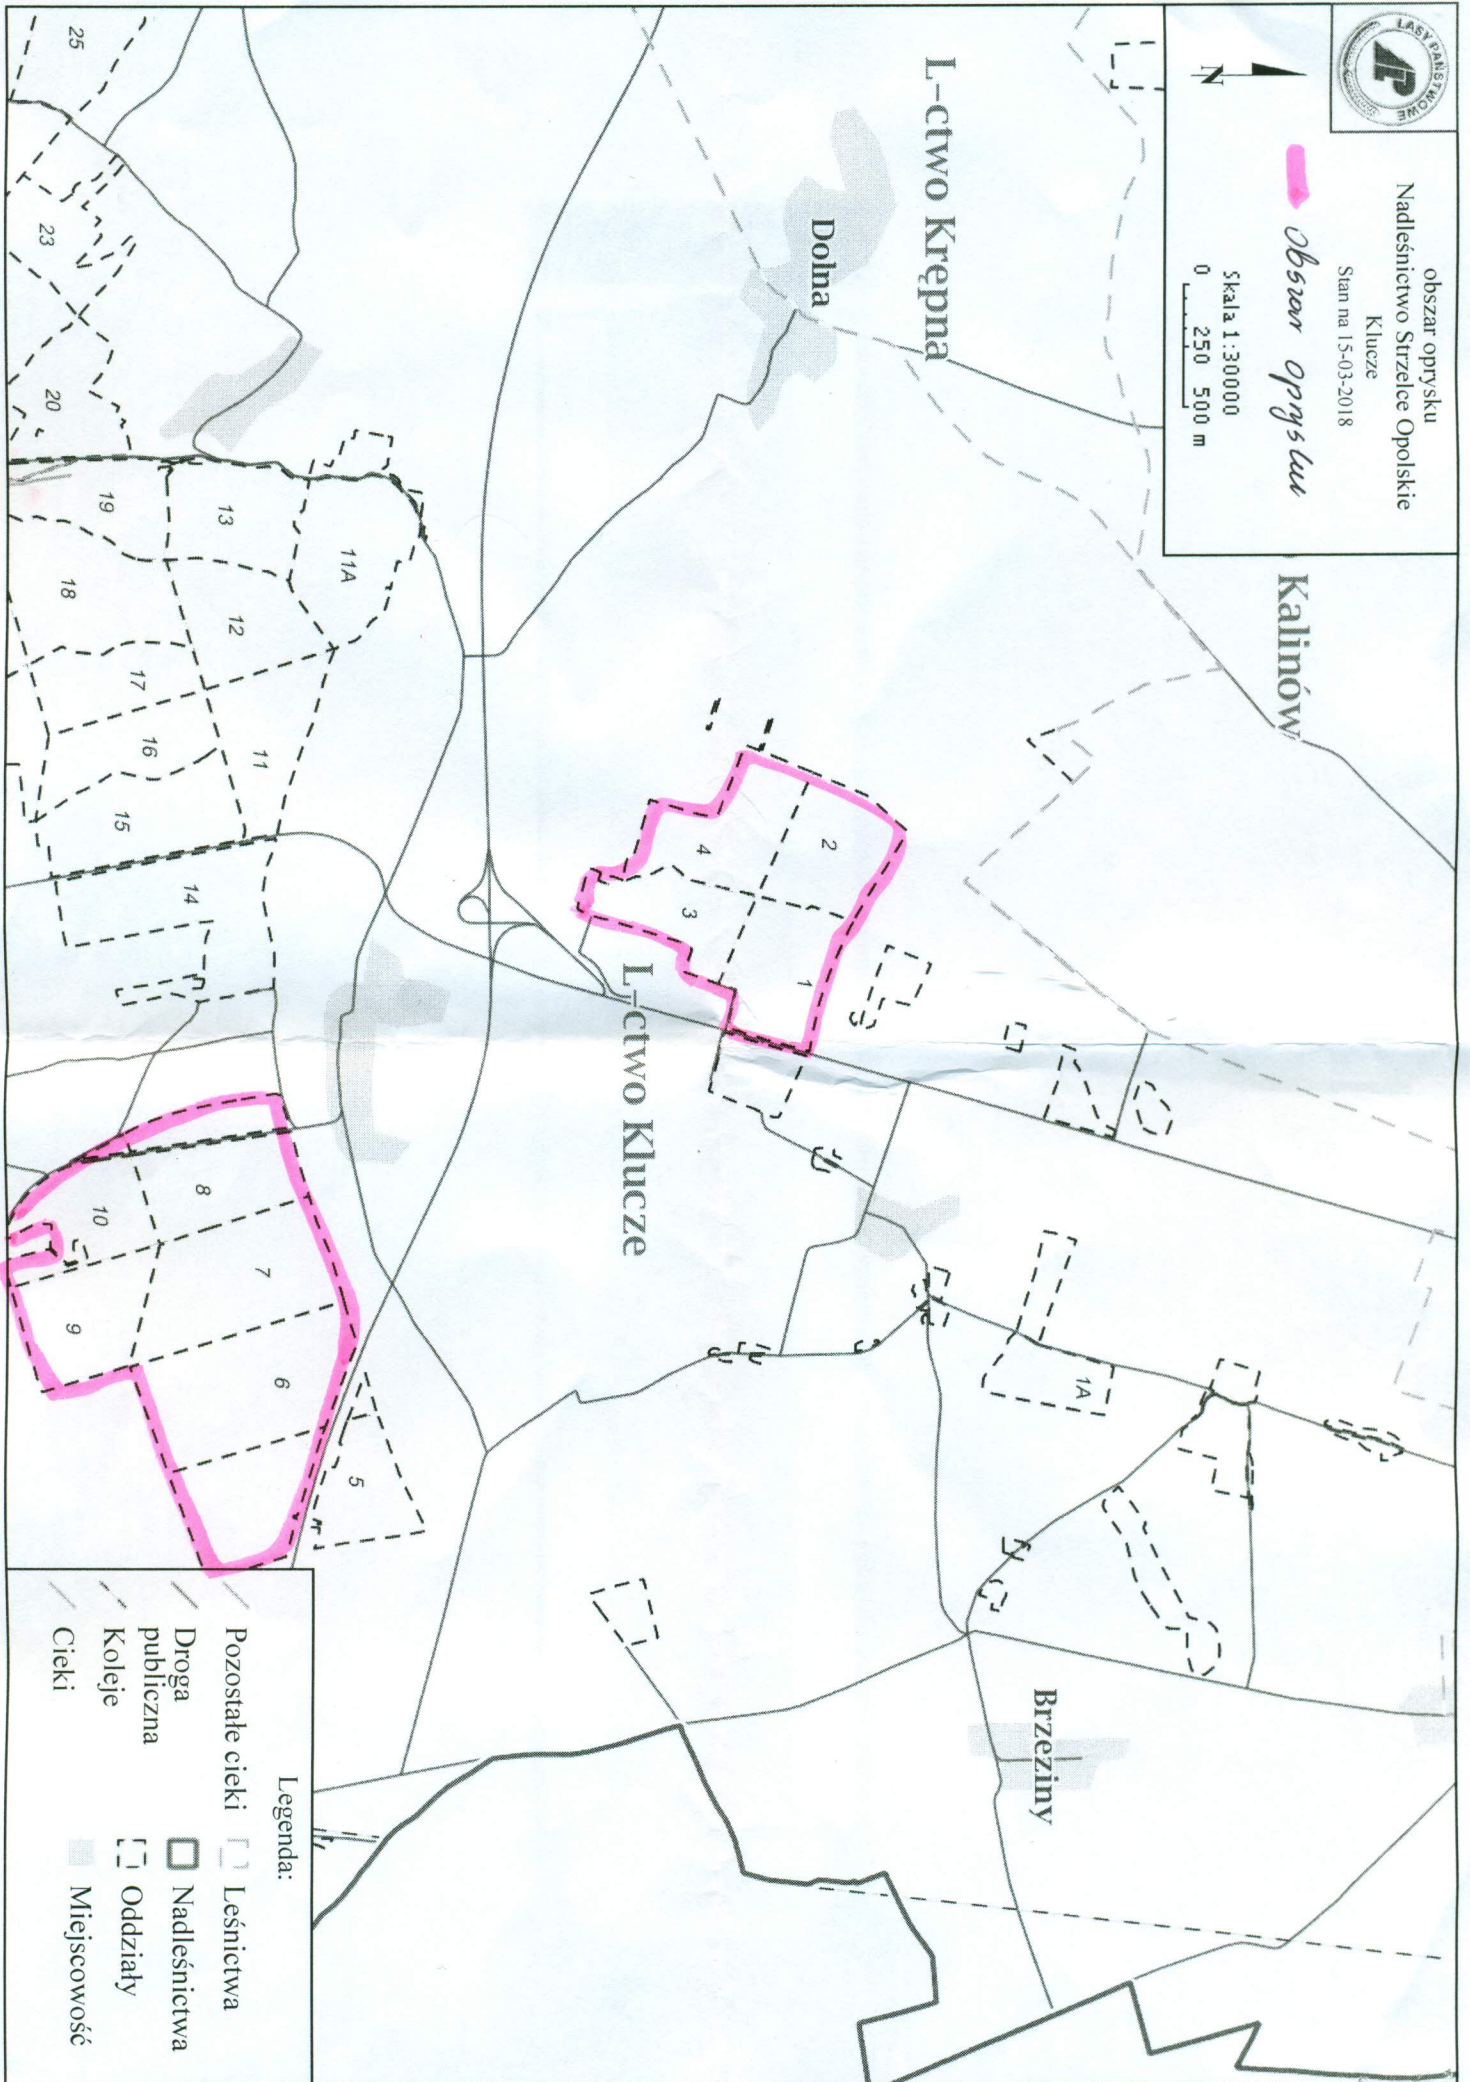 LASY PAŃSTWOWE
obszar oprysku
Nadleśnictwo Strzelce Opolskie
Klucze
Stan na 15-03-2018
Obszar oprysku
Skala 1:30000
0 250 500 m
N
Kalinów
L-ctwo Krępna
Dolna
L-ctwo Klucze
Brzeziny
1A
1
2
3
4
5
6
7
8
9
10
11
11A
12
13
14
15
16
17
18
19
20
23
25
Legenda:
Pozostałe cieki
Droga
publiczna
Koleje
Cieki
Leśnictwa
Nadleśnictwa
Oddziały
Miejscowość